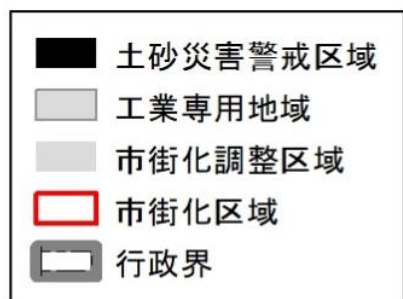 土砂災害警戒区域
工業専用地域
市街化調整区域
市街化区域
行政界